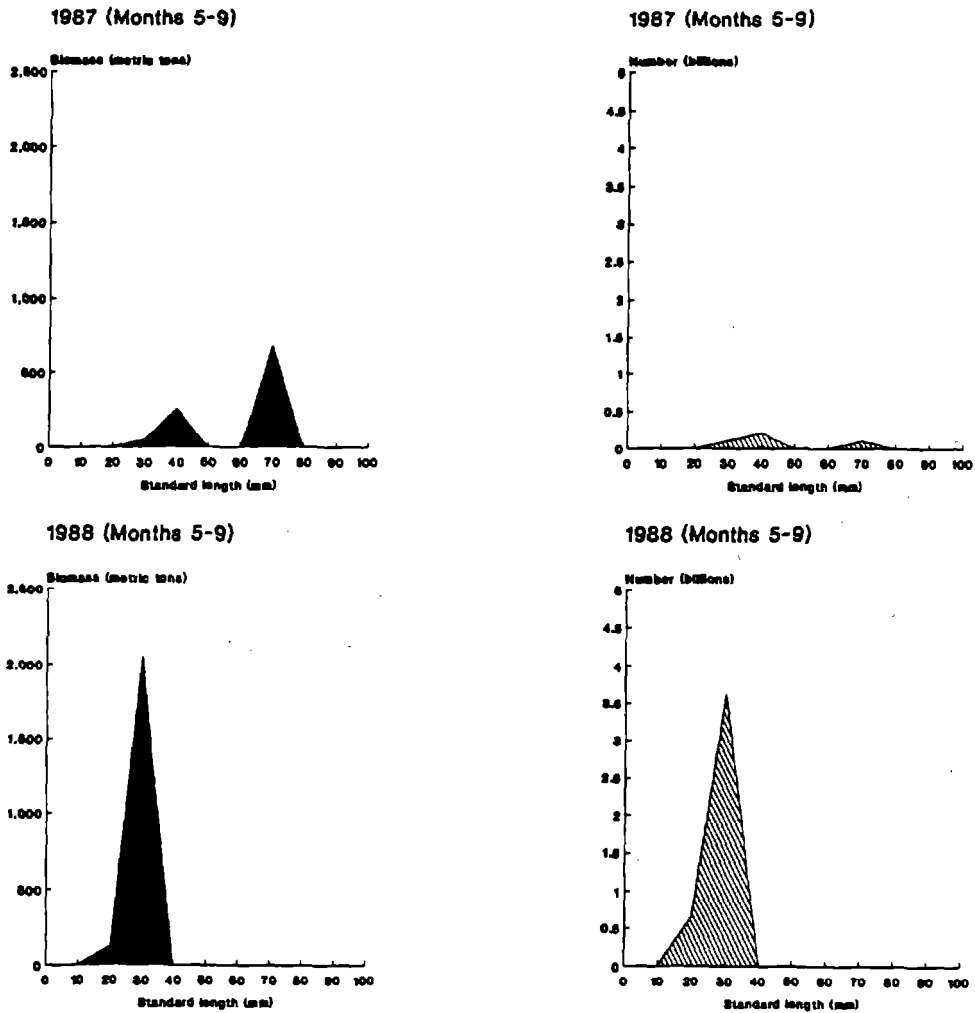 1987 (Months 5-9)
Biomass (metric tons)
2,500
2,000
1,500
1,000
500
0
0 10 20 30 40 50 60 70 80 90 100
Standard length (mm)
1987 (Months 5-9)
Number (billions)
5
4.5
4
3.5
3
2.5
2
1.5
1
0.5
0
0 10 20 30 40 50 60 70 80 90 100
Standard length (mm)
1988 (Months 5-9)
Biomass (metric tons)
2,500
2,000
1,500
1,000
500
0
0 10 20 30 40 50 60 70 80 90 100
Standard length (mm)
1988 (Months 5-9)
Number (billions)
5
4.5
4
3.5
3
2.5
2
1.5
1
0.5
0
0 10 20 30 40 50 60 70 80 90 100
Standard length (mm)